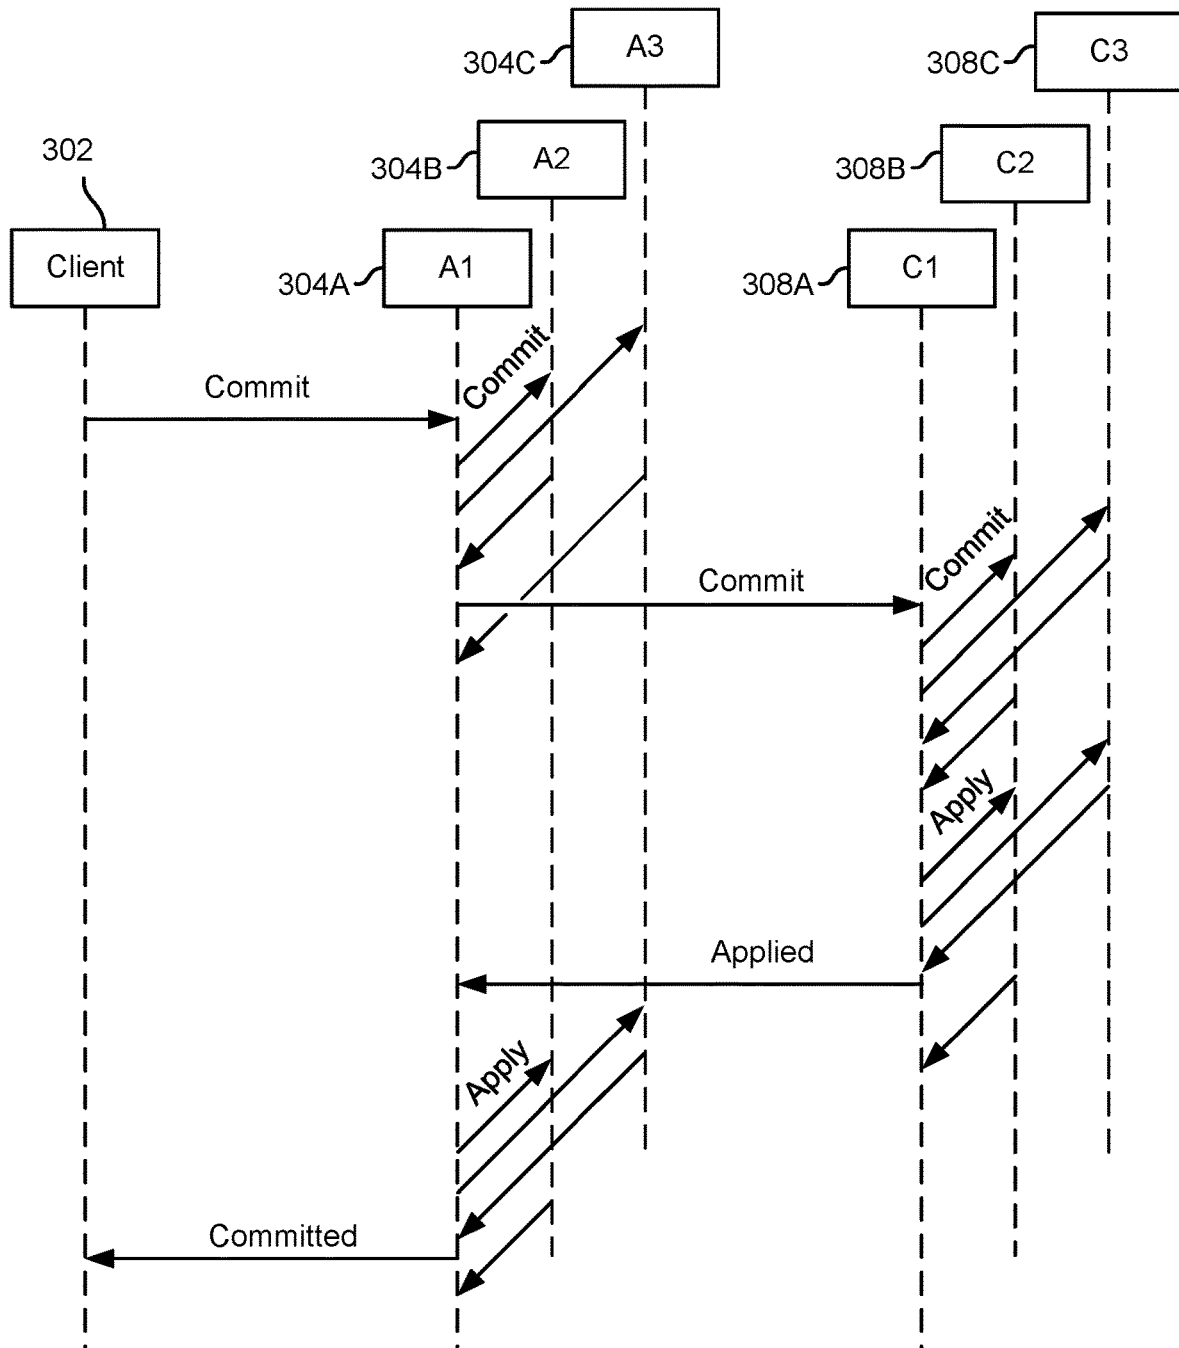 304C
A3
308C
C3
302
304B
A2
308B
C2
Client
304A
A1
308A
C1
Commit
Commit
Commit
Commit
Apply
Applied
Apply
Committed